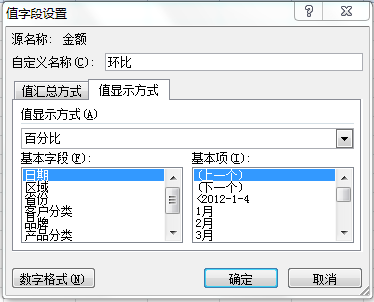 值字段设置
源名称: 金额
自定义名称(C): 环比
值汇总方式 值显示方式
值显示方式(A)
百分比
基本字段(F): 基本项(I):
日期 (上一个)
区域 (下一个)
省份 <2012-1-4
客户分类 1月
品牌 2月
产品分类 3月
数字格式(N) 确定 取消